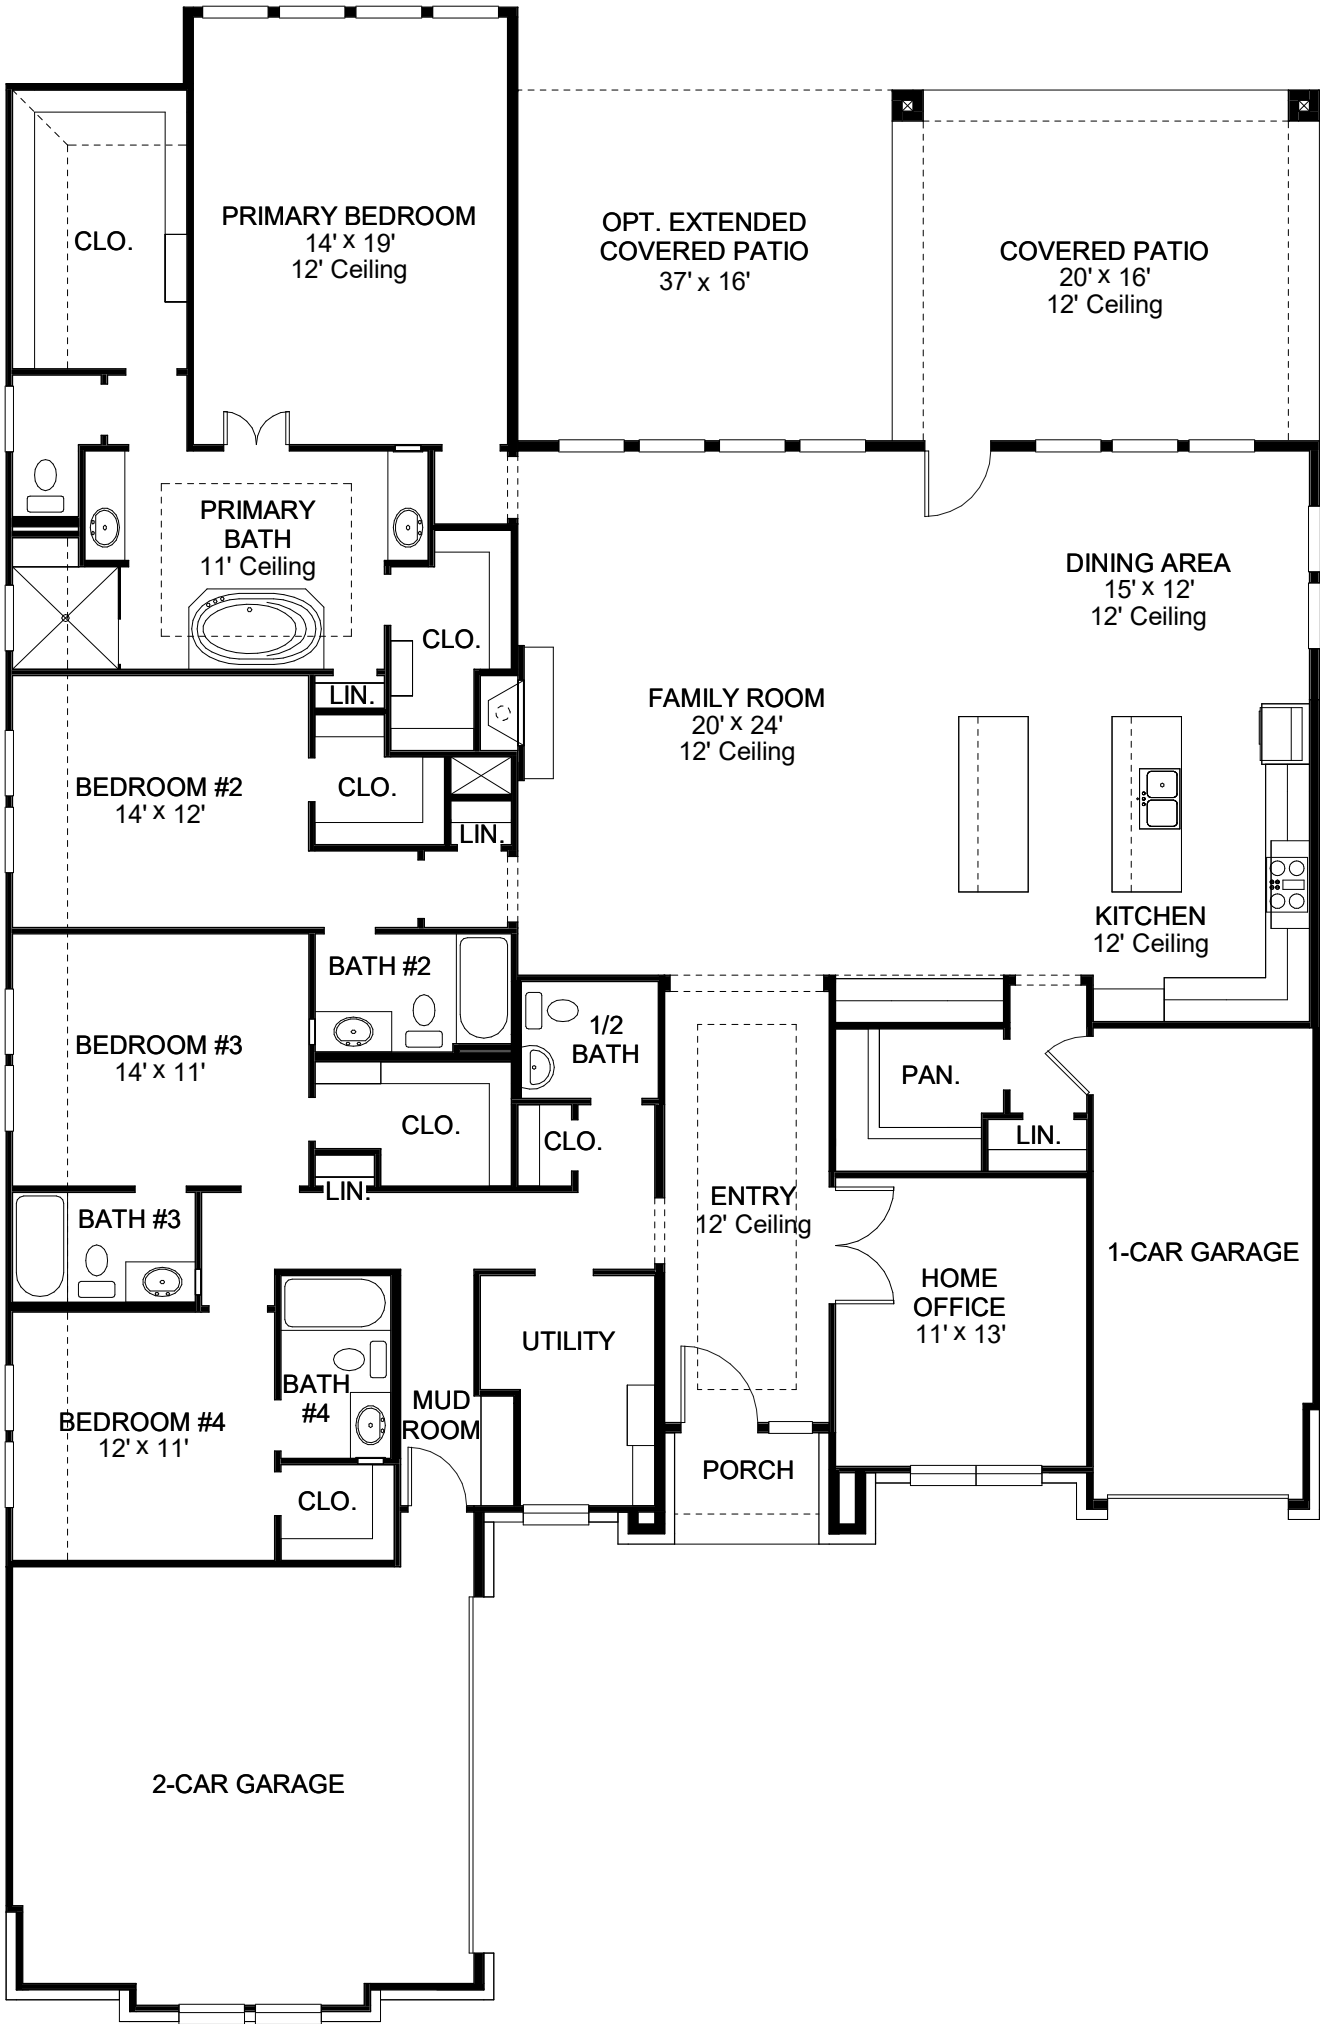 PRIMARY BEDROOM
14' x 19'
12' Ceiling
CLO.
OPT. EXTENDED
COVERED PATIO
37' x 16'
COVERED PATIO
20' x 16'
12' Ceiling
PRIMARY
BATH
11' Ceiling
CLO.
DINING AREA
15' x 12'
12' Ceiling
LIN.
FAMILY ROOM
20' x 24'
12' Ceiling
BEDROOM #2
14' x 12'
CLO.
LIN.
KITCHEN
12' Ceiling
BATH #2
BEDROOM #3
14' x 11'
1/2
BATH
PAN.
CLO.
CLO.
LIN.
LIN.
ENTRY
12' Ceiling
BATH #3
1-CAR GARAGE
HOME
OFFICE
11' x 13'
UTILITY
BATH
#4
MUD
ROOM
BEDROOM #4
12' x 11'
PORCH
CLO.
2-CAR GARAGE